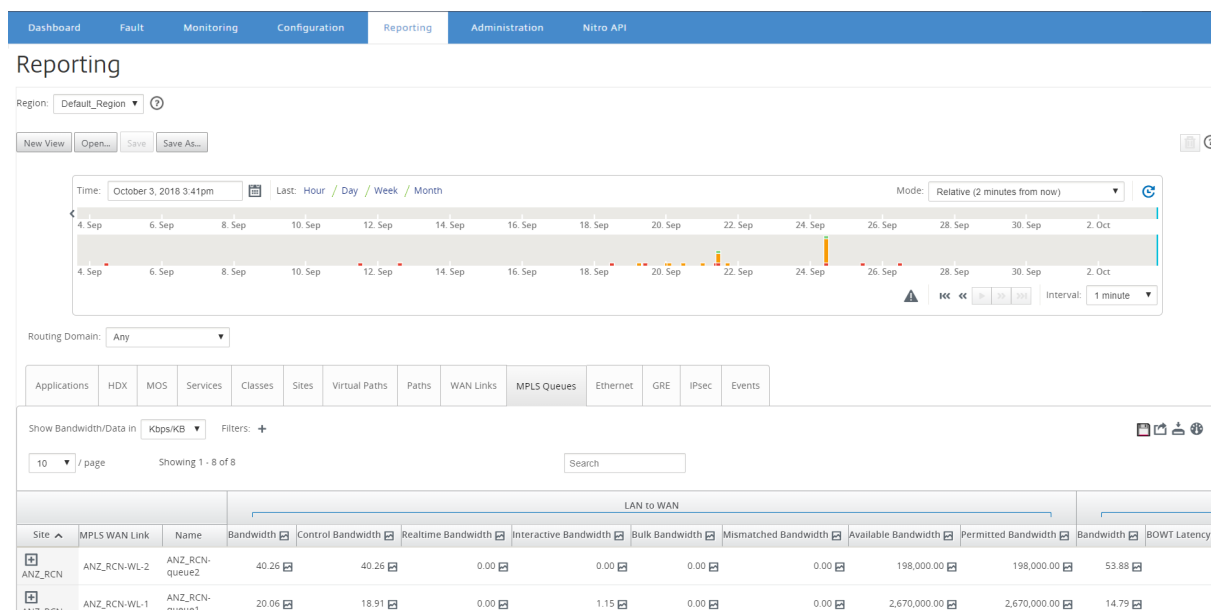 Dashboard Fault Monitoring Configuration Reporting Administration Nitro API
Reporting
Region: Default_Region
New View Open... Save Save As...
Time: October 3, 2018 3:41pm Last: Hour / Day / Week / Month Mode: Relative (2 minutes from now)
4. Sep 6. Sep 8. Sep 10. Sep 12. Sep 14. Sep 16. Sep 18. Sep 20. Sep 22. Sep 24. Sep 26. Sep 28. Sep 30. Sep 2. Oct
4. Sep 6. Sep 8. Sep 10. Sep 12. Sep 14. Sep 16. Sep 18. Sep 20. Sep 22. Sep 24. Sep 26. Sep 28. Sep 30. Sep 2. Oct
Interval: 1 minute
Routing Domain: Any
Applications HDX MOS Services Classes Sites Virtual Paths Paths WAN Links MPLS Queues Ethernet GRE IPsec Events
Show Bandwidth/Data in Kbps/KB Filters: +
10 / page Showing 1 - 8 of 8 Search
LAN to WAN
Site MPLS WAN Link Name Bandwidth Control Bandwidth Realtime Bandwidth Interactive Bandwidth Bulk Bandwidth Mismatched Bandwidth Available Bandwidth Permitted Bandwidth Bandwidth BOWT Latency
ANZ_RCN ANZ_RCN-WL-2 ANZ_RCN-queue2 40.26 40.26 0.00 0.00 0.00 0.00 198,000.00 198,000.00 53.88
ANZ_RCN ANZ_RCN-WL-1 ANZ_RCN-queue1 20.06 18.91 0.00 1.15 0.00 0.00 2,670,000.00 2,670,000.00 14.79